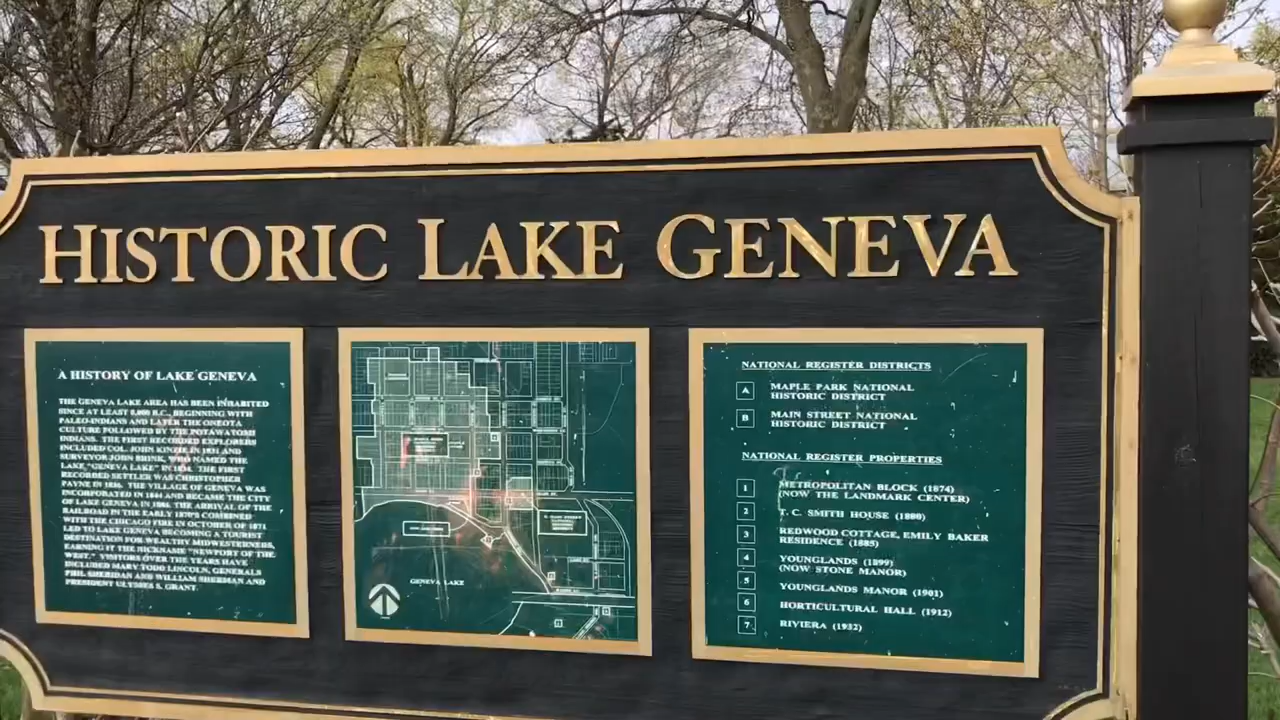 HISTORIC LAKE GENEVA
A HISTORY OF LAKE GENEVA
THE GENEVA LAKE AREA HAS BEEN INHABITED
SINCE AT LEAST 8,000 B.C., BEGINNING WITH
PALEO-INDIANS AND LATER THE ONEOTA
CULTURE FOLLOWED BY THE POTAWATOMI
INDIANS. THE FIRST RECORDED EXPLORERS
INCLUDED COL. JOHN KINZIE IN 1831 AND
SURVEYOR JOHN BRINK, WHO NAMED THE
LAKE "GENEVA LAKE" IN THE FIRST
RECORDED SETTLER WAS CHRISTOPHER
PAYNE IN 1836. THE VILLAGE OF GENEVA WAS
INCORPORATED IN 1844 AND BECAME THE CITY
OF LAKE GENEVA IN THE ARRIVAL OF THE
RAILROAD IN THE EARLY COMBINED
WITH THE CHICAGO FIRE IN OCTOBER OF 1871
LED TO LAKE GENEVA BECOMING A TOURIST
DESTINATION FOR WEALTHY MIDWESTERNERS,
EARNING IT THE NICKNAME "NEWPORT OF THE
WEST." VISITORS OVER THE YEARS HAVE
INCLUDED MARY TODD LINCOLN, GENERALS
PHIL SHERIDAN AND WILLIAM SHERMAN AND
PRESIDENT ULYSSES S. GRANT.
GENEVA LAKE
NATIONAL REGISTER DISTRICTS
A MAPLE PARK NATIONAL
HISTORIC DISTRICT
B MAIN STREET NATIONAL
HISTORIC DISTRICT
NATIONAL REGISTER PROPERTIES
1 METROPOLITAN BLOCK (1874)
(NOW THE LANDMARK CENTER)
2 T. C. SMITH HOUSE (1880)
3 REDWOOD COTTAGE, EMILY BAKER
RESIDENCE (1885)
4 YOUNGLANDS (1899)
(NOW STONE MANOR)
5 YOUNGLANDS MANOR (1901)
6 HORTICULTURAL HALL (1912)
7 RIVIERA (1932)